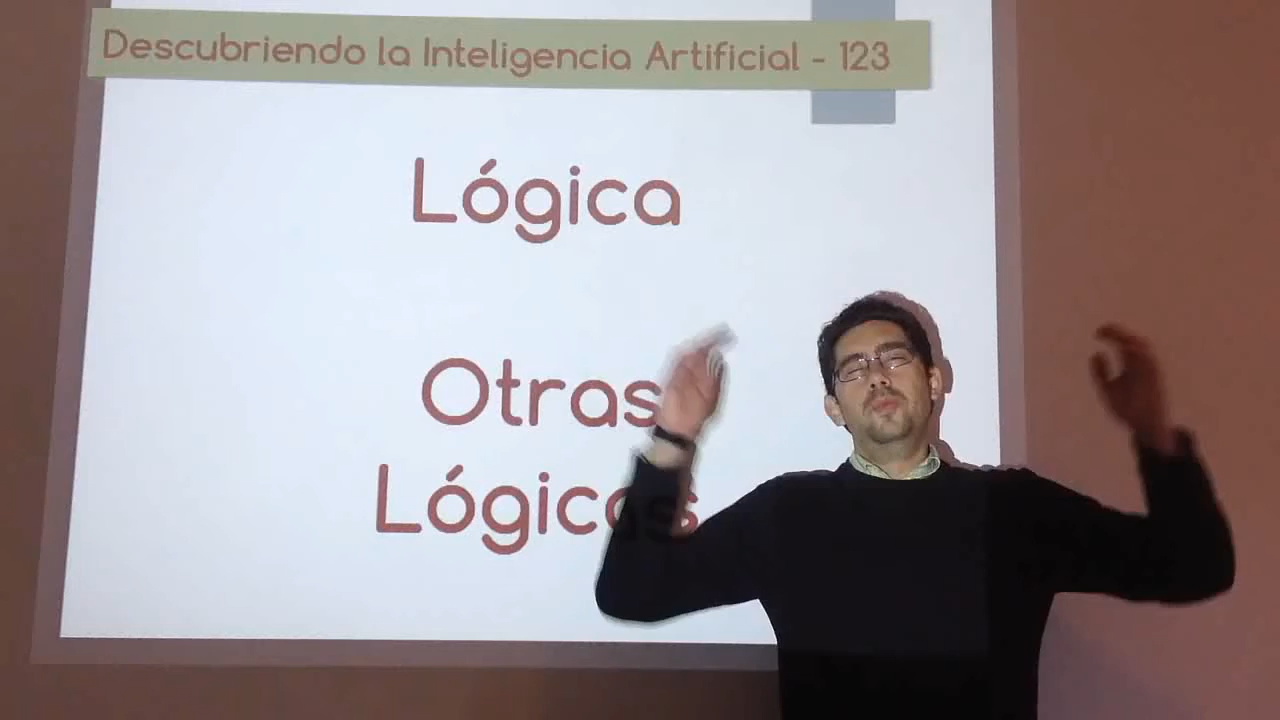 Descubriendo la Inteligencia Artificial - 123
Lógica
Otras
Lógicas